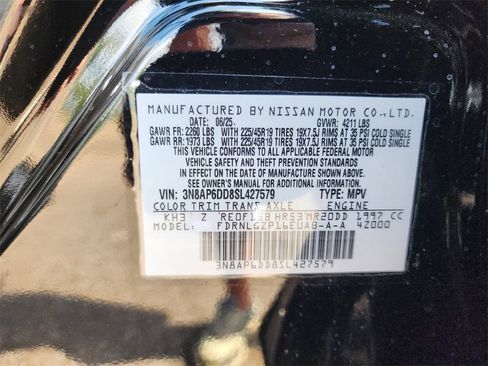 MANUFACTURED BY NISSAN MOTOR CO.,LTD.
DATE: 06/25 GVWR: 4211 LBS
GAWR FR: 2260 LBS WITH 225/45R19 TIRES 19X7.5J RIMS AT 35 PSI COLD SINGLE
GAWR RR: 1973 LBS WITH 225/45R19 TIRES 19X7.5J RIMS AT 35 PSI COLD SINGLE
THIS VEHICLE CONFORMS TO ALL APPLICABLE FEDERAL MOTOR
VEHICLE SAFETY AND THEFT PREVENTION STANDARDS
IN EFFECT ON THE DATE OF MANUFACTURE SHOWN ABOVE.
SEE OWNER'S MANUAL FOR ADDITIONAL INFORMATION.
VIN: 3N8AP6DD8SL427579 TYPE: MPV
COLOR TRIM TRANS AXLE ENGINE
KH3 Z RE0F15B HR53 MR20DD 1997 CC
MODEL: FDRNLGZP16EUAB-A-A 42000
3N8AP6DD8SL427579